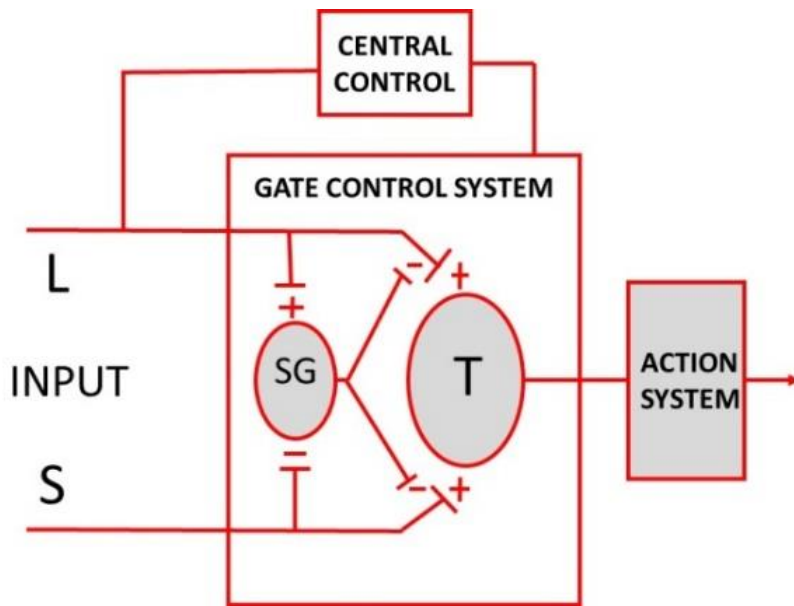 CENTRAL
CONTROL
GATE CONTROL SYSTEM
L
INPUT
S
+
SG
-
-
+
T
-
+
ACTION
SYSTEM